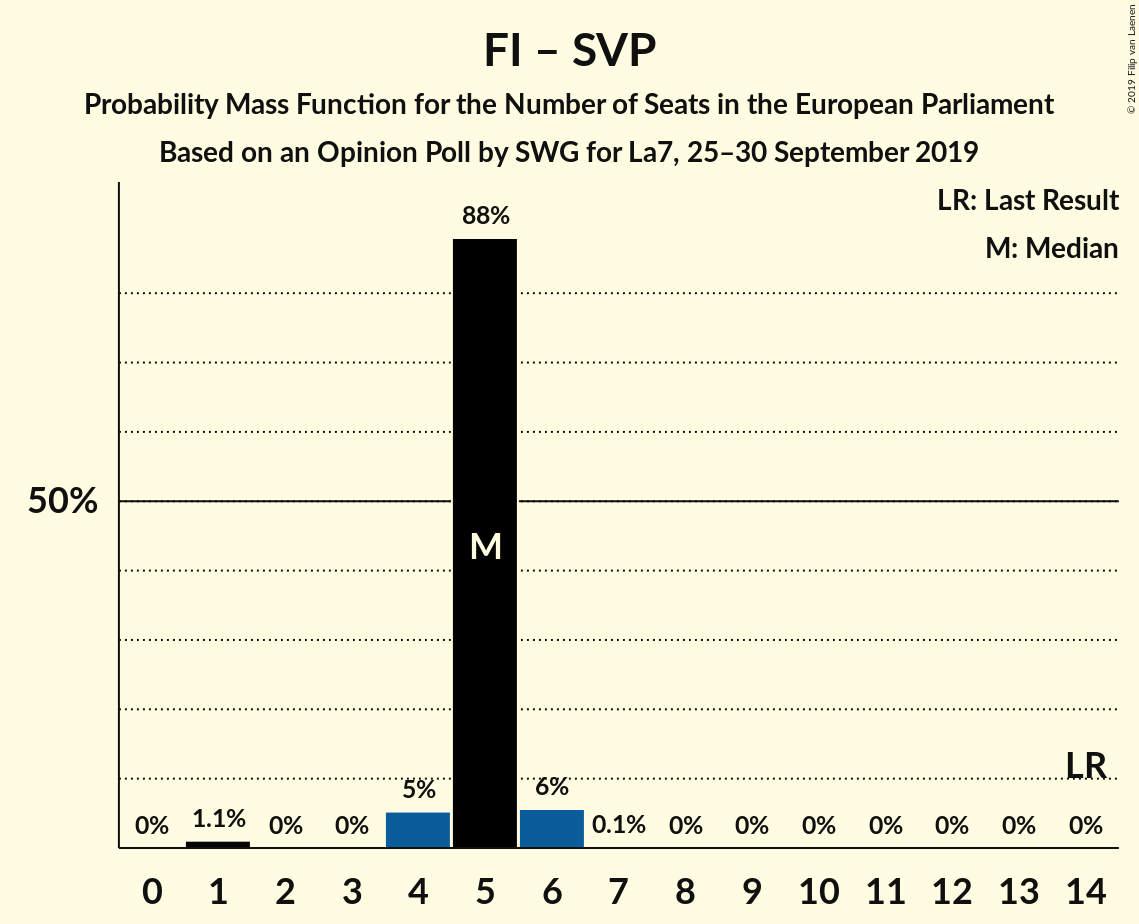 FI – SVP
Probability Mass Function for the Number of Seats in the European Parliament
Based on an Opinion Poll by SWG for La7, 25–30 September 2019
© 2019 Filip van Laenen
LR: Last Result
M: Median
88%
50%
M
LR
0% 1.1% 0% 0% 5% 6% 0.1% 0% 0% 0% 0% 0% 0% 0%
0 1 2 3 4 5 6 7 8 9 10 11 12 13 14